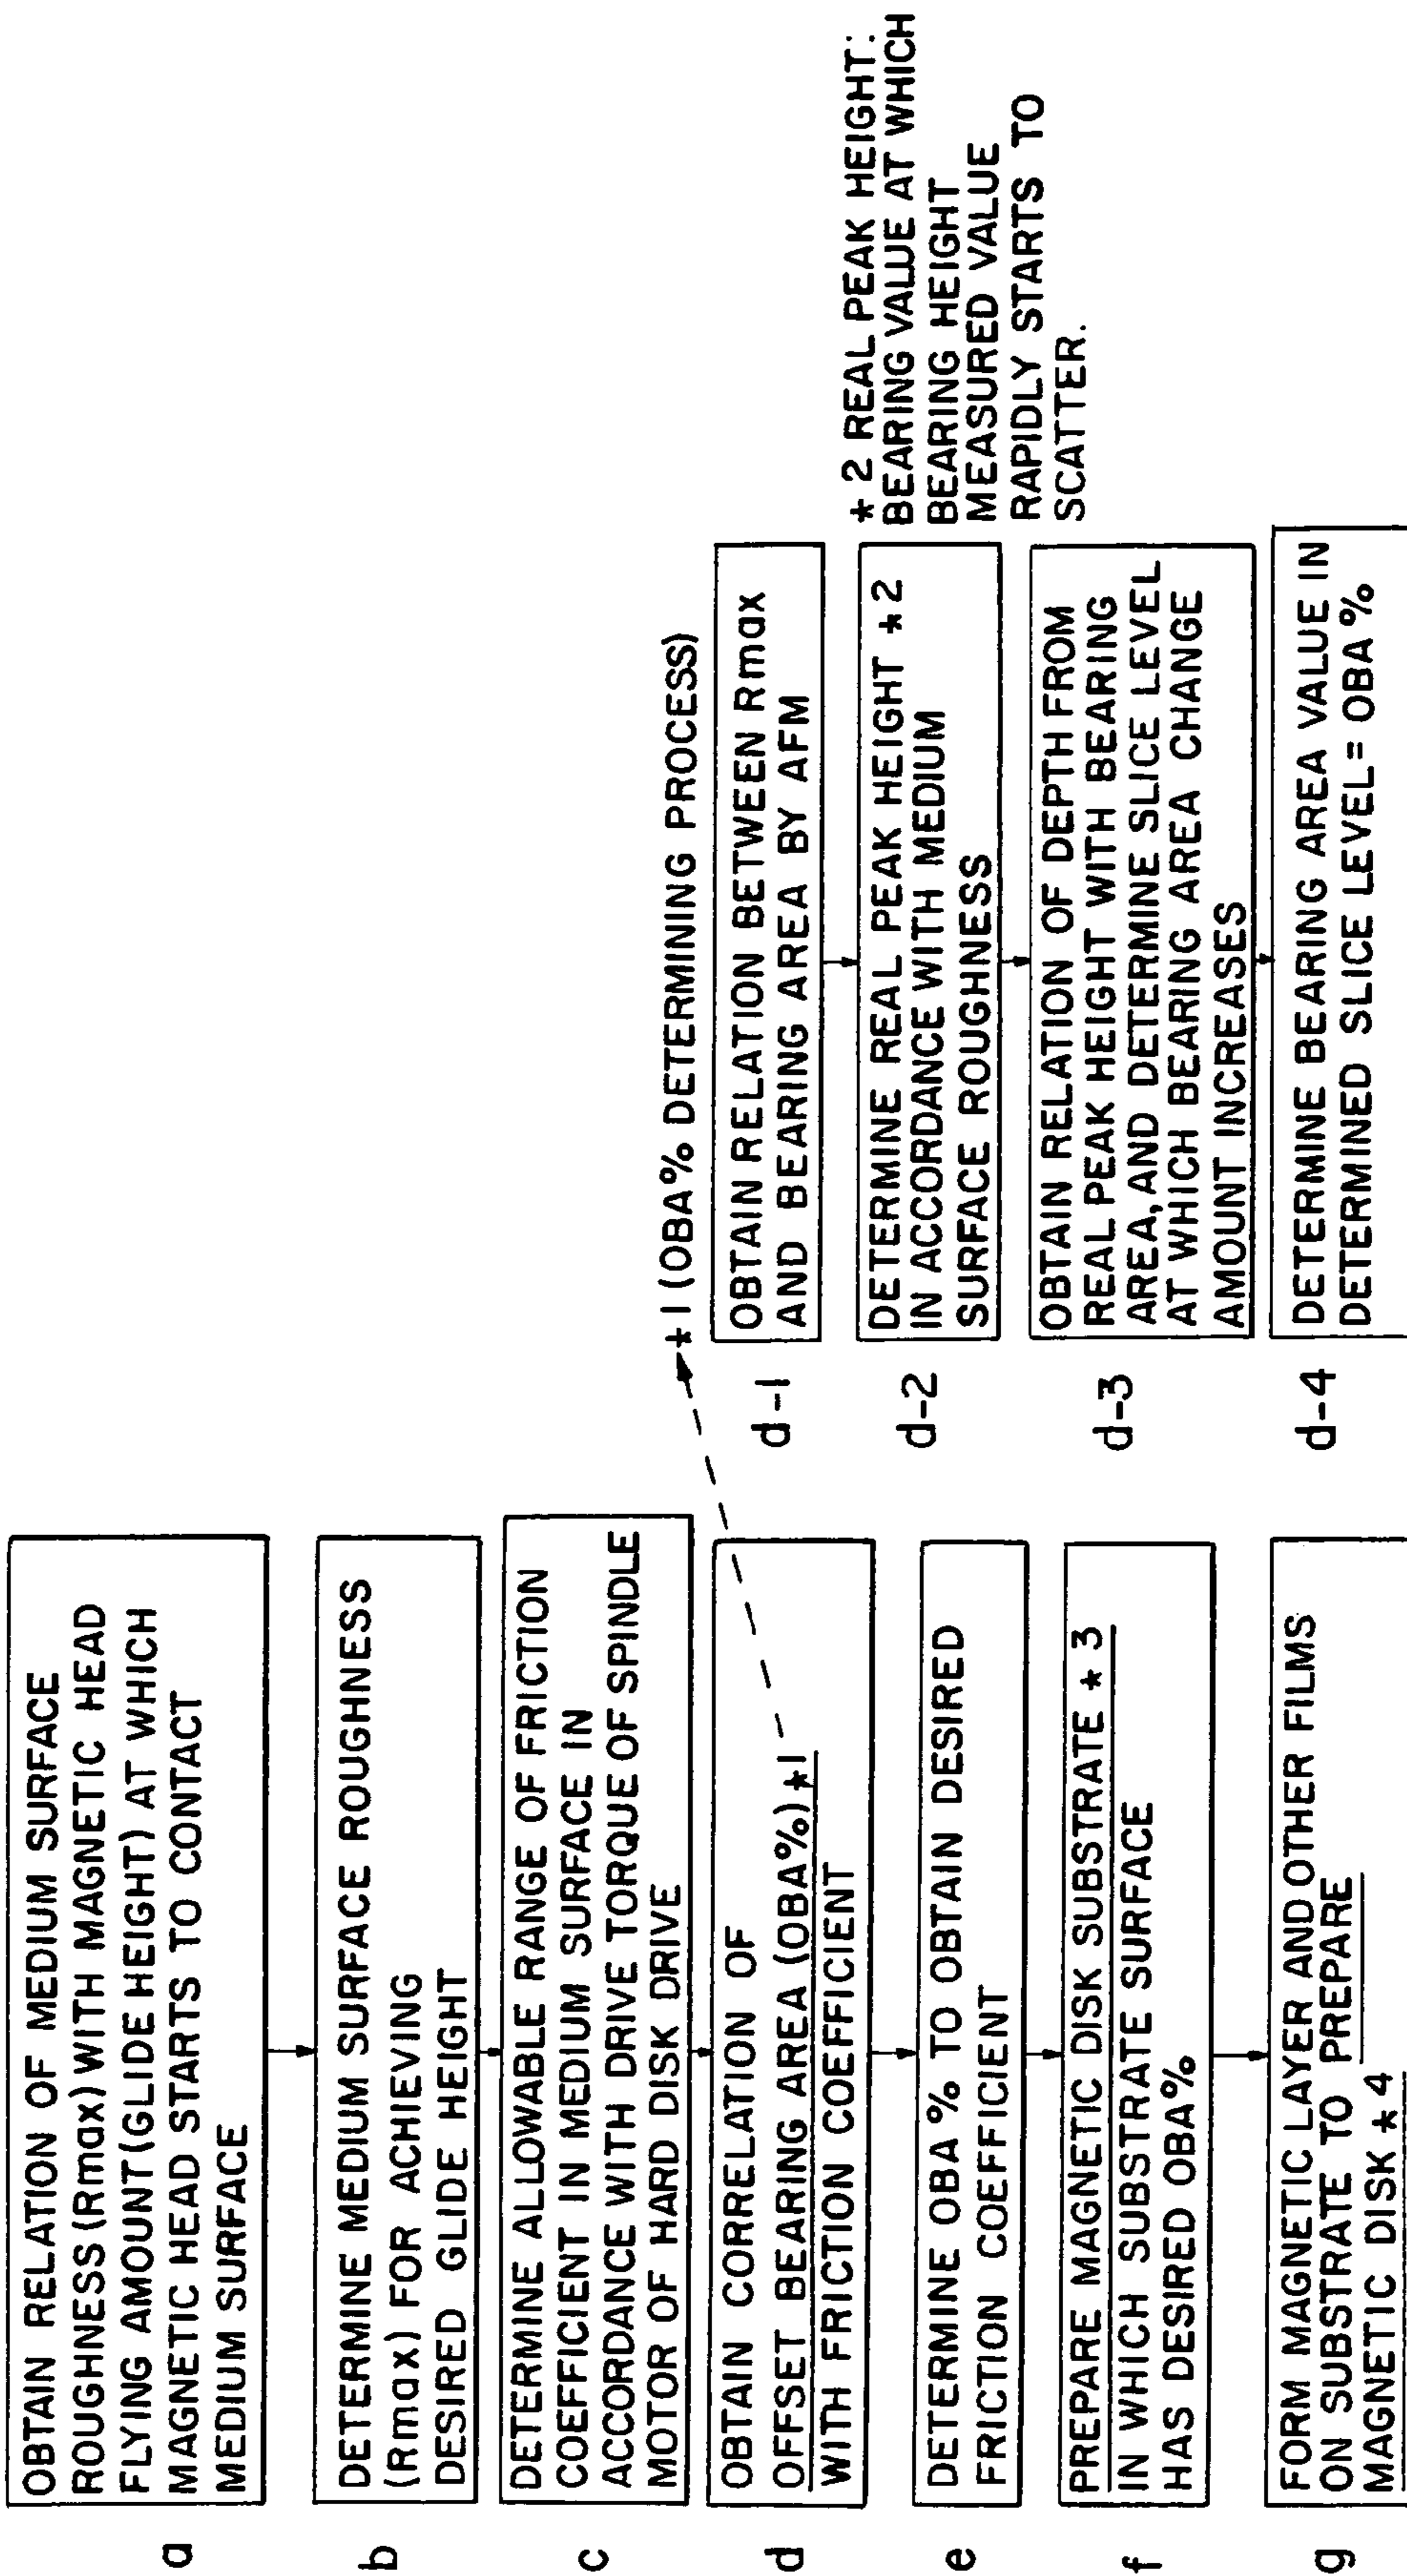 a
OBTAIN RELATION OF MEDIUM SURFACE
ROUGHNESS (Rmax) WITH MAGNETIC HEAD
FLYING AMOUNT (GLIDE HEIGHT) AT WHICH
MAGNETIC HEAD STARTS TO CONTACT
MEDIUM SURFACE
b
DETERMINE MEDIUM SURFACE ROUGHNESS
(Rmax) FOR ACHIEVING
DESIRED GLIDE HEIGHT
c
DETERMINE ALLOWABLE RANGE OF FRICTION
COEFFICIENT IN MEDIUM SURFACE IN
ACCORDANCE WITH DRIVE TORQUE OF SPINDLE
MOTOR OF HARD DISK DRIVE
d
OBTAIN CORRELATION OF
OFFSET BEARING AREA (OBA%) *1
WITH FRICTION COEFFICIENT
e
DETERMINE OBA % TO OBTAIN DESIRED
FRICTION COEFFICIENT
f
PREPARE MAGNETIC DISK SUBSTRATE *3
IN WHICH SUBSTRATE SURFACE
HAS DESIRED OBA%
g
FORM MAGNETIC LAYER AND OTHER FILMS
ON SUBSTRATE TO PREPARE
MAGNETIC DISK *4
*1 (OBA% DETERMINING PROCESS)
d-1
OBTAIN RELATION BETWEEN Rmax
AND BEARING AREA BY AFM
d-2
DETERMINE REAL PEAK HEIGHT *2
IN ACCORDANCE WITH MEDIUM
SURFACE ROUGHNESS
d-3
OBTAIN RELATION OF DEPTH FROM
REAL PEAK HEIGHT WITH BEARING
AREA, AND DETERMINE SLICE LEVEL
AT WHICH BEARING AREA CHANGE
AMOUNT INCREASES
d-4
DETERMINE BEARING AREA VALUE IN
DETERMINED SLICE LEVEL = OBA %
*2 REAL PEAK HEIGHT:
BEARING VALUE AT WHICH
BEARING HEIGHT
MEASURED VALUE
RAPIDLY STARTS TO
SCATTER.